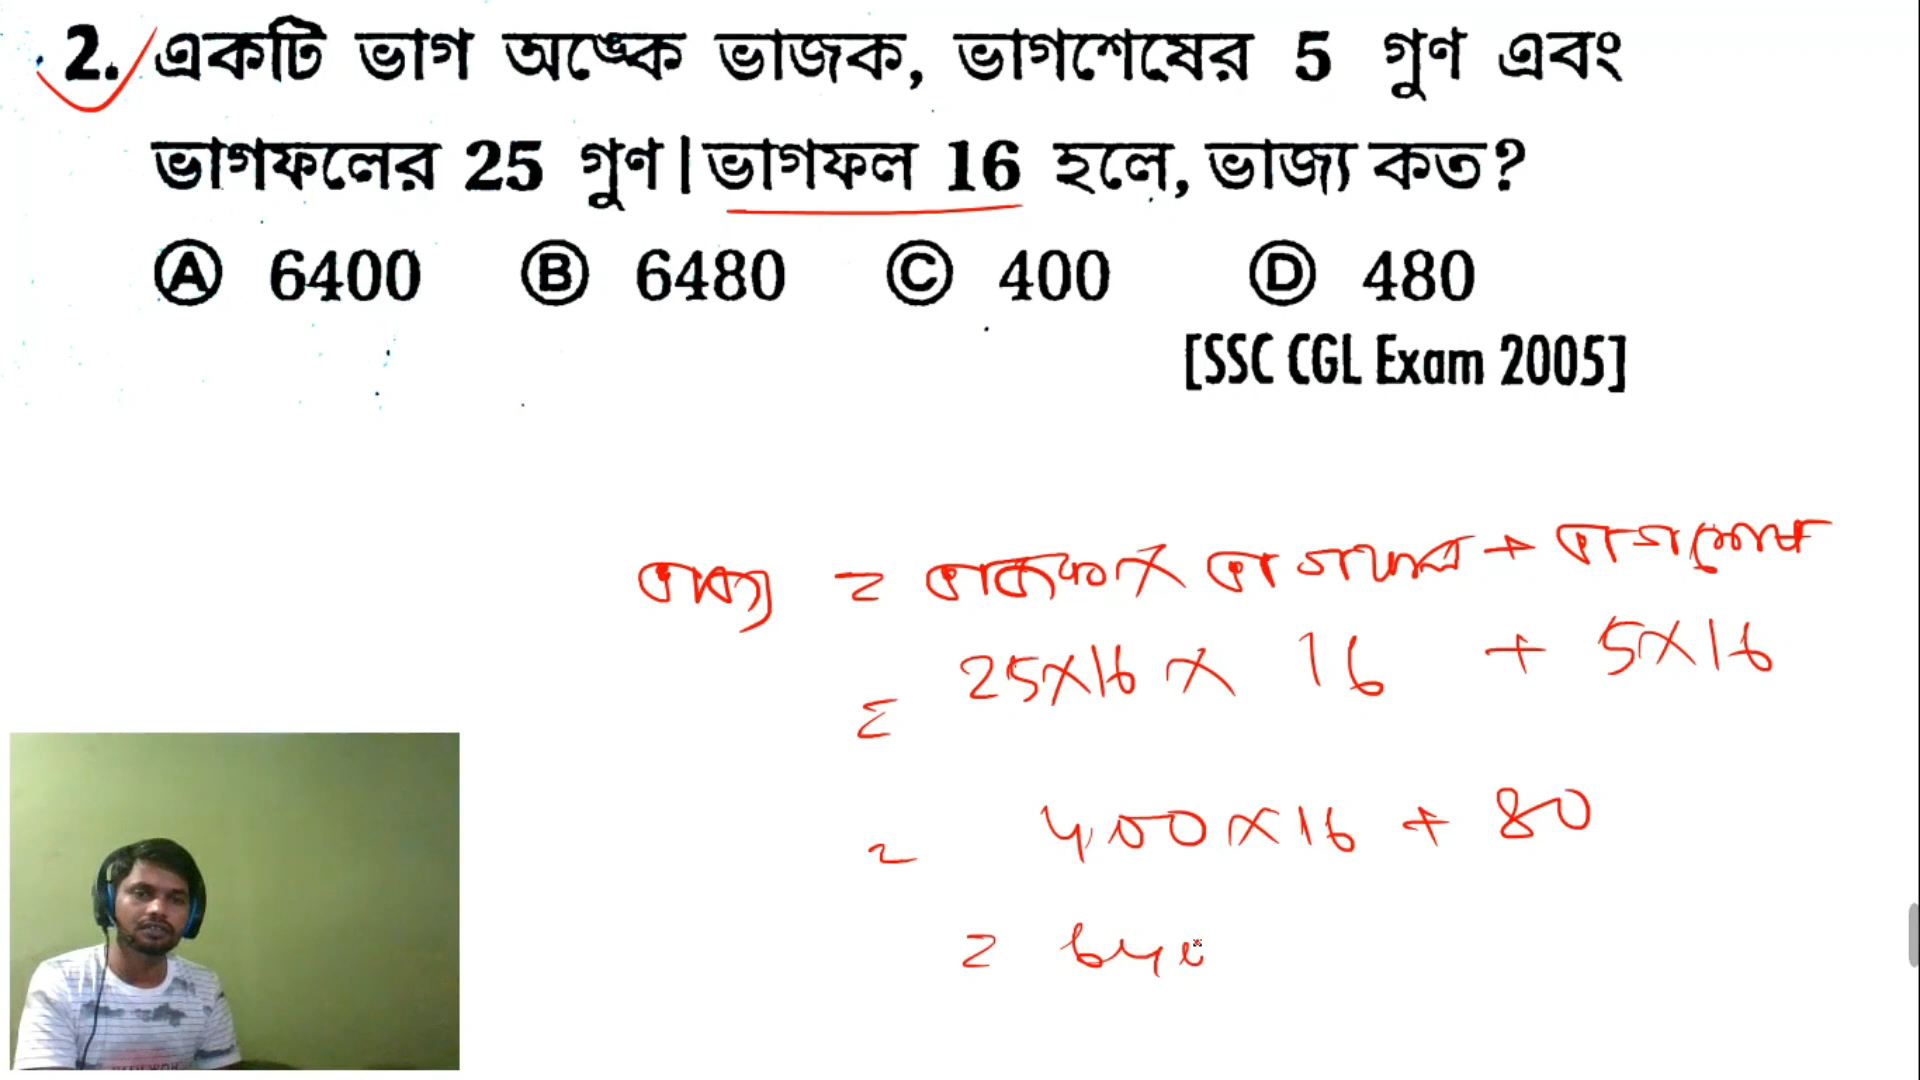 2. একটি ভাগ অঙ্কে ভাজক, ভাগশেষের 5 গুণ এবং
ভাগফলের 25 গুণ। ভাগফল 16 হলে, ভাজ্য কত?
Ⓐ 6400 Ⓑ 6480 Ⓒ 400 Ⓓ 480
[SSC CGL Exam 2005]
ভাজ্য = ভাজক × ভাগফল + ভাগশেষ
= 25×16 × 16 + 5×16
= 400×16 + 80
= 64